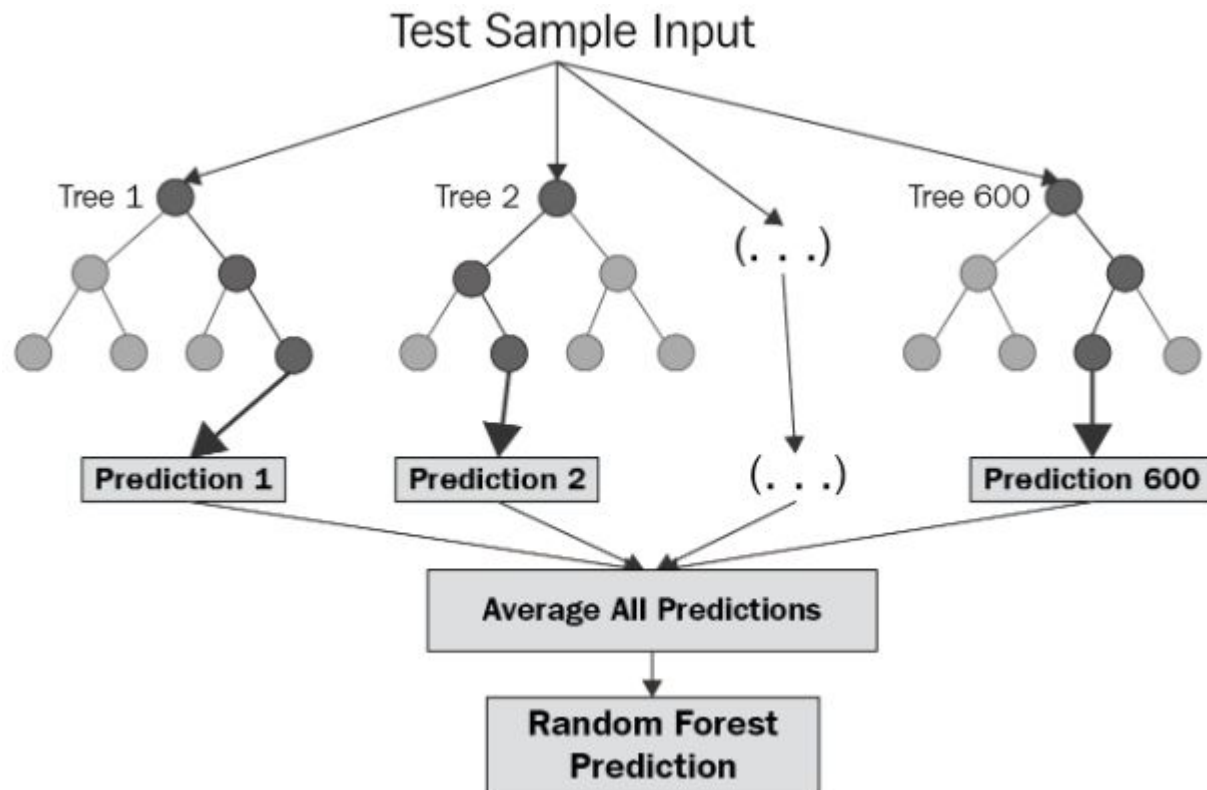 Test Sample Input
Tree 1
Tree 2
Tree 600
(. . .)
Prediction 1
Prediction 2
(. . .)
Prediction 600
Average All Predictions
Random Forest
Prediction